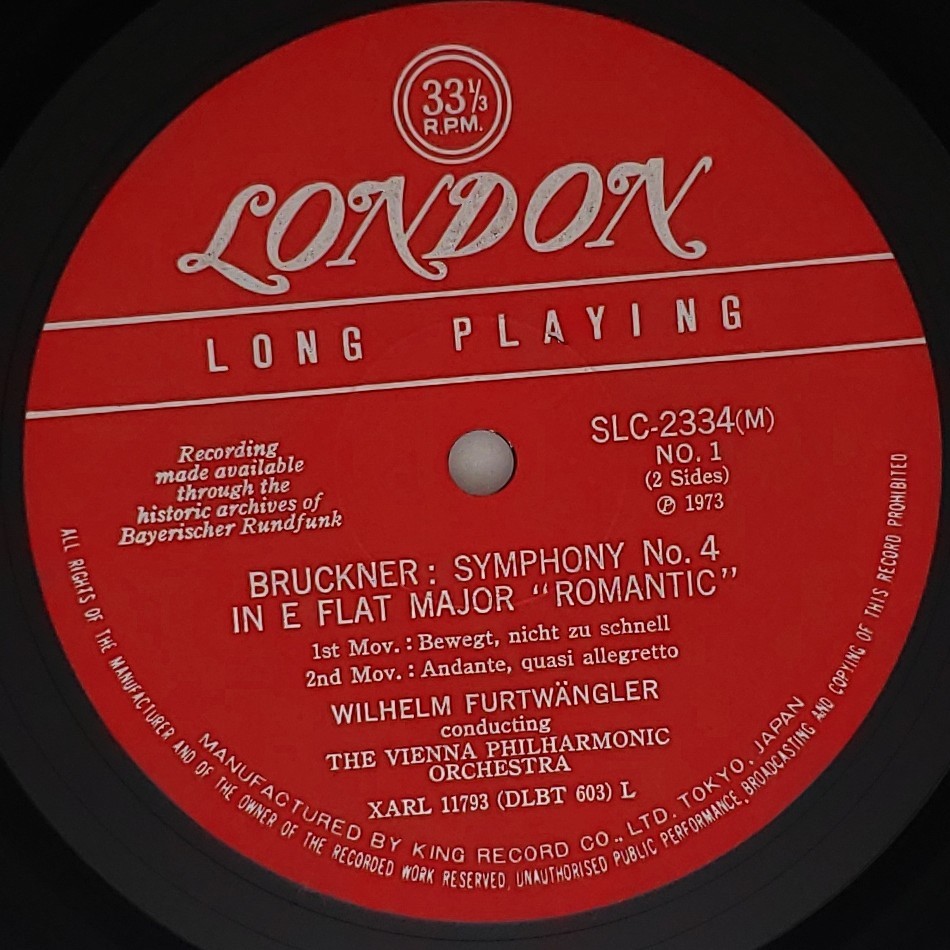 33⅓
R.P.M.
LONDON
LONG PLAYING
Recording
made available
through the
historic archives of
Bayerischer Rundfunk
SLC-2334(M)
NO. 1
(2 Sides)
℗ 1973
BRUCKNER: SYMPHONY No. 4
IN E FLAT MAJOR "ROMANTIC"
1st Mov.: Bewegt, nicht zu schnell
2nd Mov.: Andante, quasi allegretto
WILHELM FURTWÄNGLER
conducting
THE VIENNA PHILHARMONIC
ORCHESTRA
XARL 11793 (DLBT 603) L
MANUFACTURED BY KING RECORD CO., LTD. TOKYO, JAPAN
ALL RIGHTS OF THE MANUFACTURER AND OF THE OWNER OF THE RECORDED WORK RESERVED. UNAUTHORISED PUBLIC PERFORMANCE, BROADCASTING AND COPYING OF THIS RECORD PROHIBITED